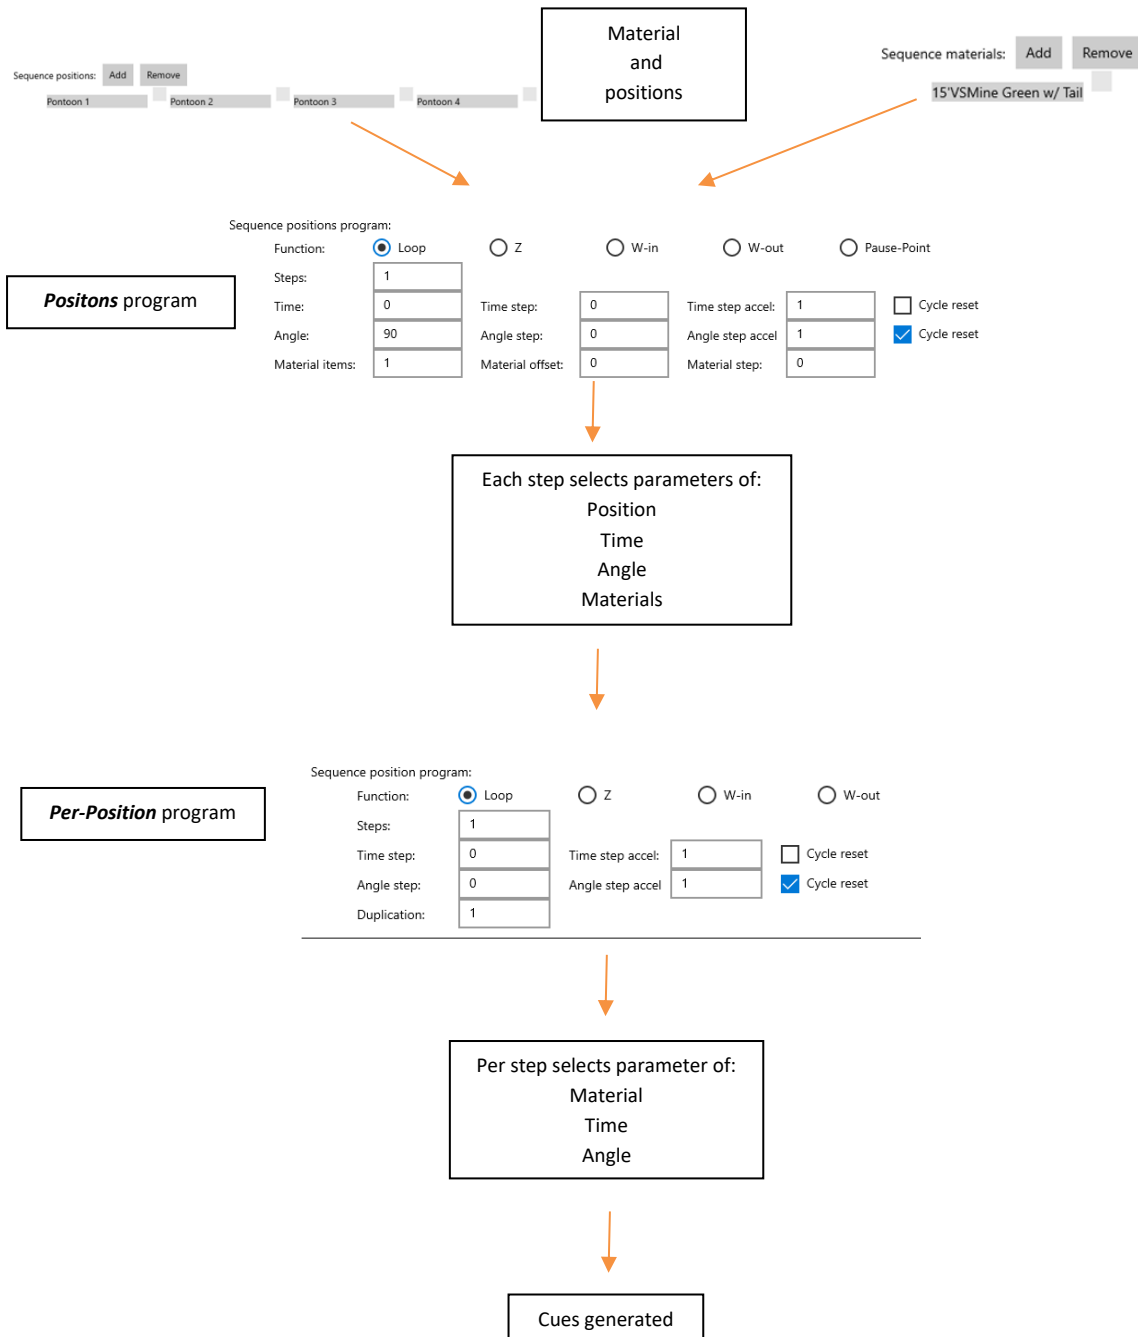 Material
and
positions
Sequence positions: Add Remove
Pontoon 1 Pontoon 2 Pontoon 3 Pontoon 4
Sequence materials: Add Remove
15'VSMine Green w/ Tail
Sequence positions program:
Function: Loop Z W-in W-out Pause-Point
Steps: 1
Time: 0 Time step: 0 Time step accel: 1 Cycle reset
Angle: 90 Angle step: 0 Angle step accel 1 Cycle reset
Material items: 1 Material offset: 0 Material step: 0
Positons program
Each step selects parameters of:
Position
Time
Angle
Materials
Sequence position program:
Function: Loop Z W-in W-out
Steps: 1
Time step: 0 Time step accel: 1 Cycle reset
Angle step: 0 Angle step accel 1 Cycle reset
Duplication: 1
Per-Position program
Per step selects parameter of:
Material
Time
Angle
Cues generated